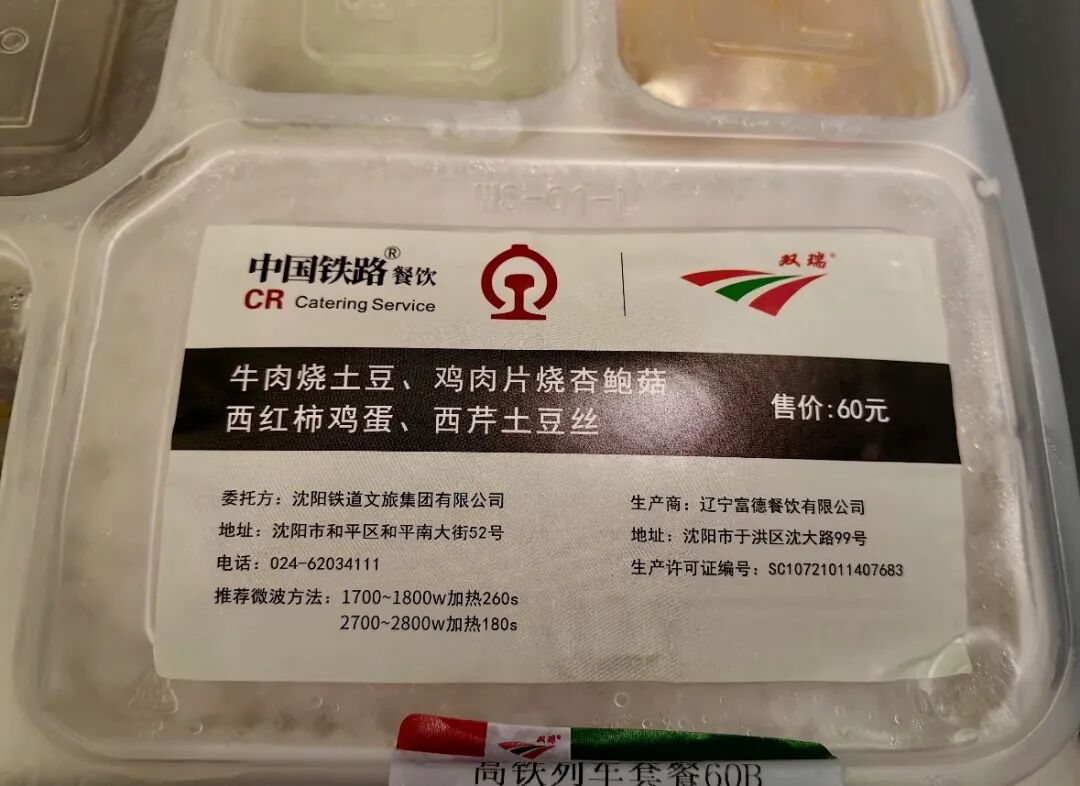 WS-01-L
中国铁路®餐饮
CR Catering Service
双瑞®
牛肉烧土豆、鸡肉片烧杏鲍菇
西红柿鸡蛋、西芹土豆丝
售价:60元
委托方：沈阳铁道文旅集团有限公司
地址：沈阳市和平区和平南大街52号
电话：024-62034111
推荐微波方法：1700~1800w加热260s
2700~2800w加热180s
生产商：辽宁富德餐饮有限公司
地址：沈阳市于洪区沈大路99号
生产许可证编号：SC10721011407683
双瑞
高铁列车套餐60B